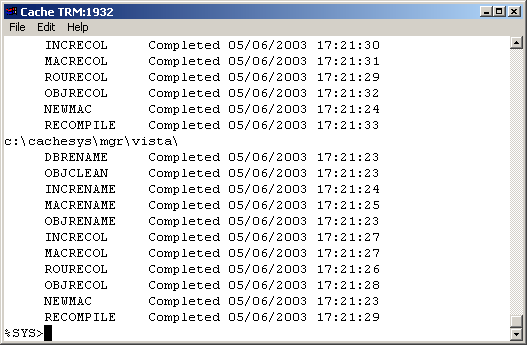 Cache TRM:1932
File Edit Help
INCRECOL Completed 05/06/2003 17:21:30
MACRECOL Completed 05/06/2003 17:21:31
ROURECOL Completed 05/06/2003 17:21:29
OBJRECOL Completed 05/06/2003 17:21:32
NEWMAC Completed 05/06/2003 17:21:24
RECOMPILE Completed 05/06/2003 17:21:33
c:\cachesys\mgr\vista\
DBRENAME Completed 05/06/2003 17:21:23
OBJCLEAN Completed 05/06/2003 17:21:23
INCRENAME Completed 05/06/2003 17:21:24
MACRENAME Completed 05/06/2003 17:21:25
OBJRENAME Completed 05/06/2003 17:21:23
INCRECOL Completed 05/06/2003 17:21:27
MACRECOL Completed 05/06/2003 17:21:27
ROURECOL Completed 05/06/2003 17:21:26
OBJRECOL Completed 05/06/2003 17:21:28
NEWMAC Completed 05/06/2003 17:21:23
RECOMPILE Completed 05/06/2003 17:21:29
%SYS>